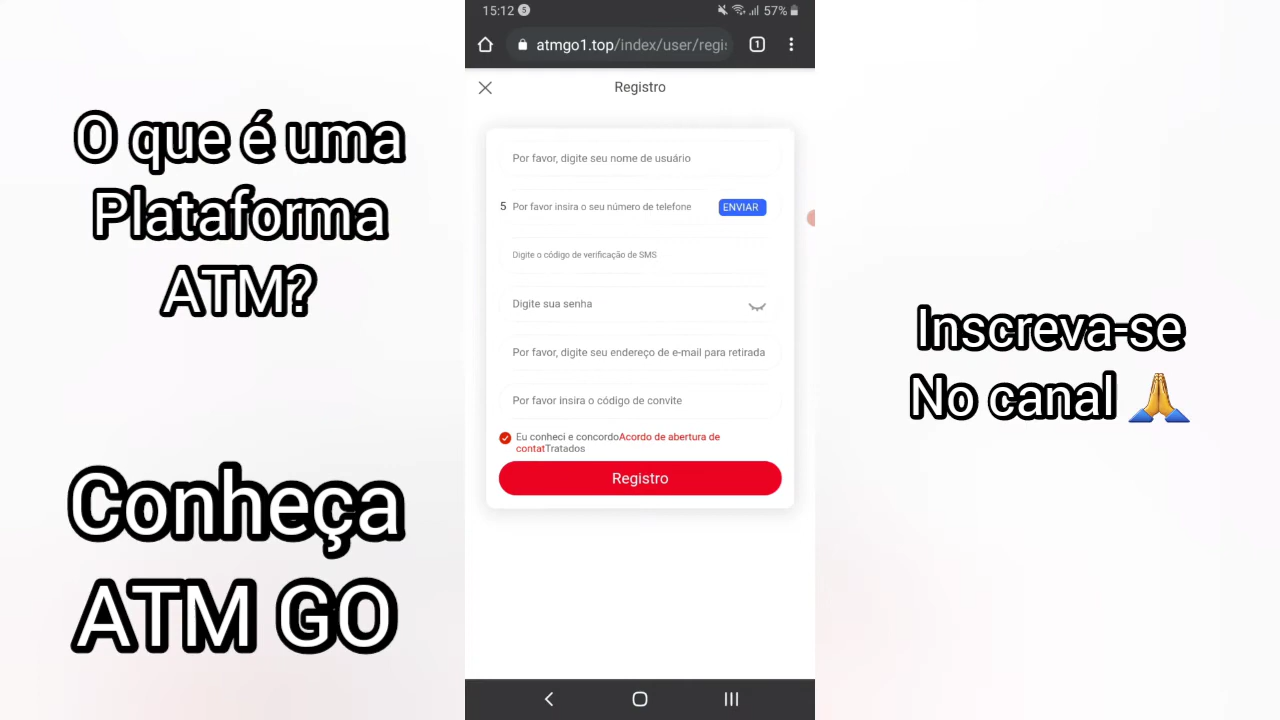 15:12 5 57%
atmgo1.top/index/user/regis 1
Registro
Por favor, digite seu nome de usuário
5 Por favor insira o seu número de telefone ENVIAR
Digite o código de verificação de SMS
Digite sua senha
Por favor, digite seu endereço de e-mail para retirada
Por favor insira o código de convite
Eu conheci e concordoAcordo de abertura de
contatTratados
Registro
O que é uma
Plataforma
ATM?
Conheça
ATM GO
Inscreva-se
No canal 🙏